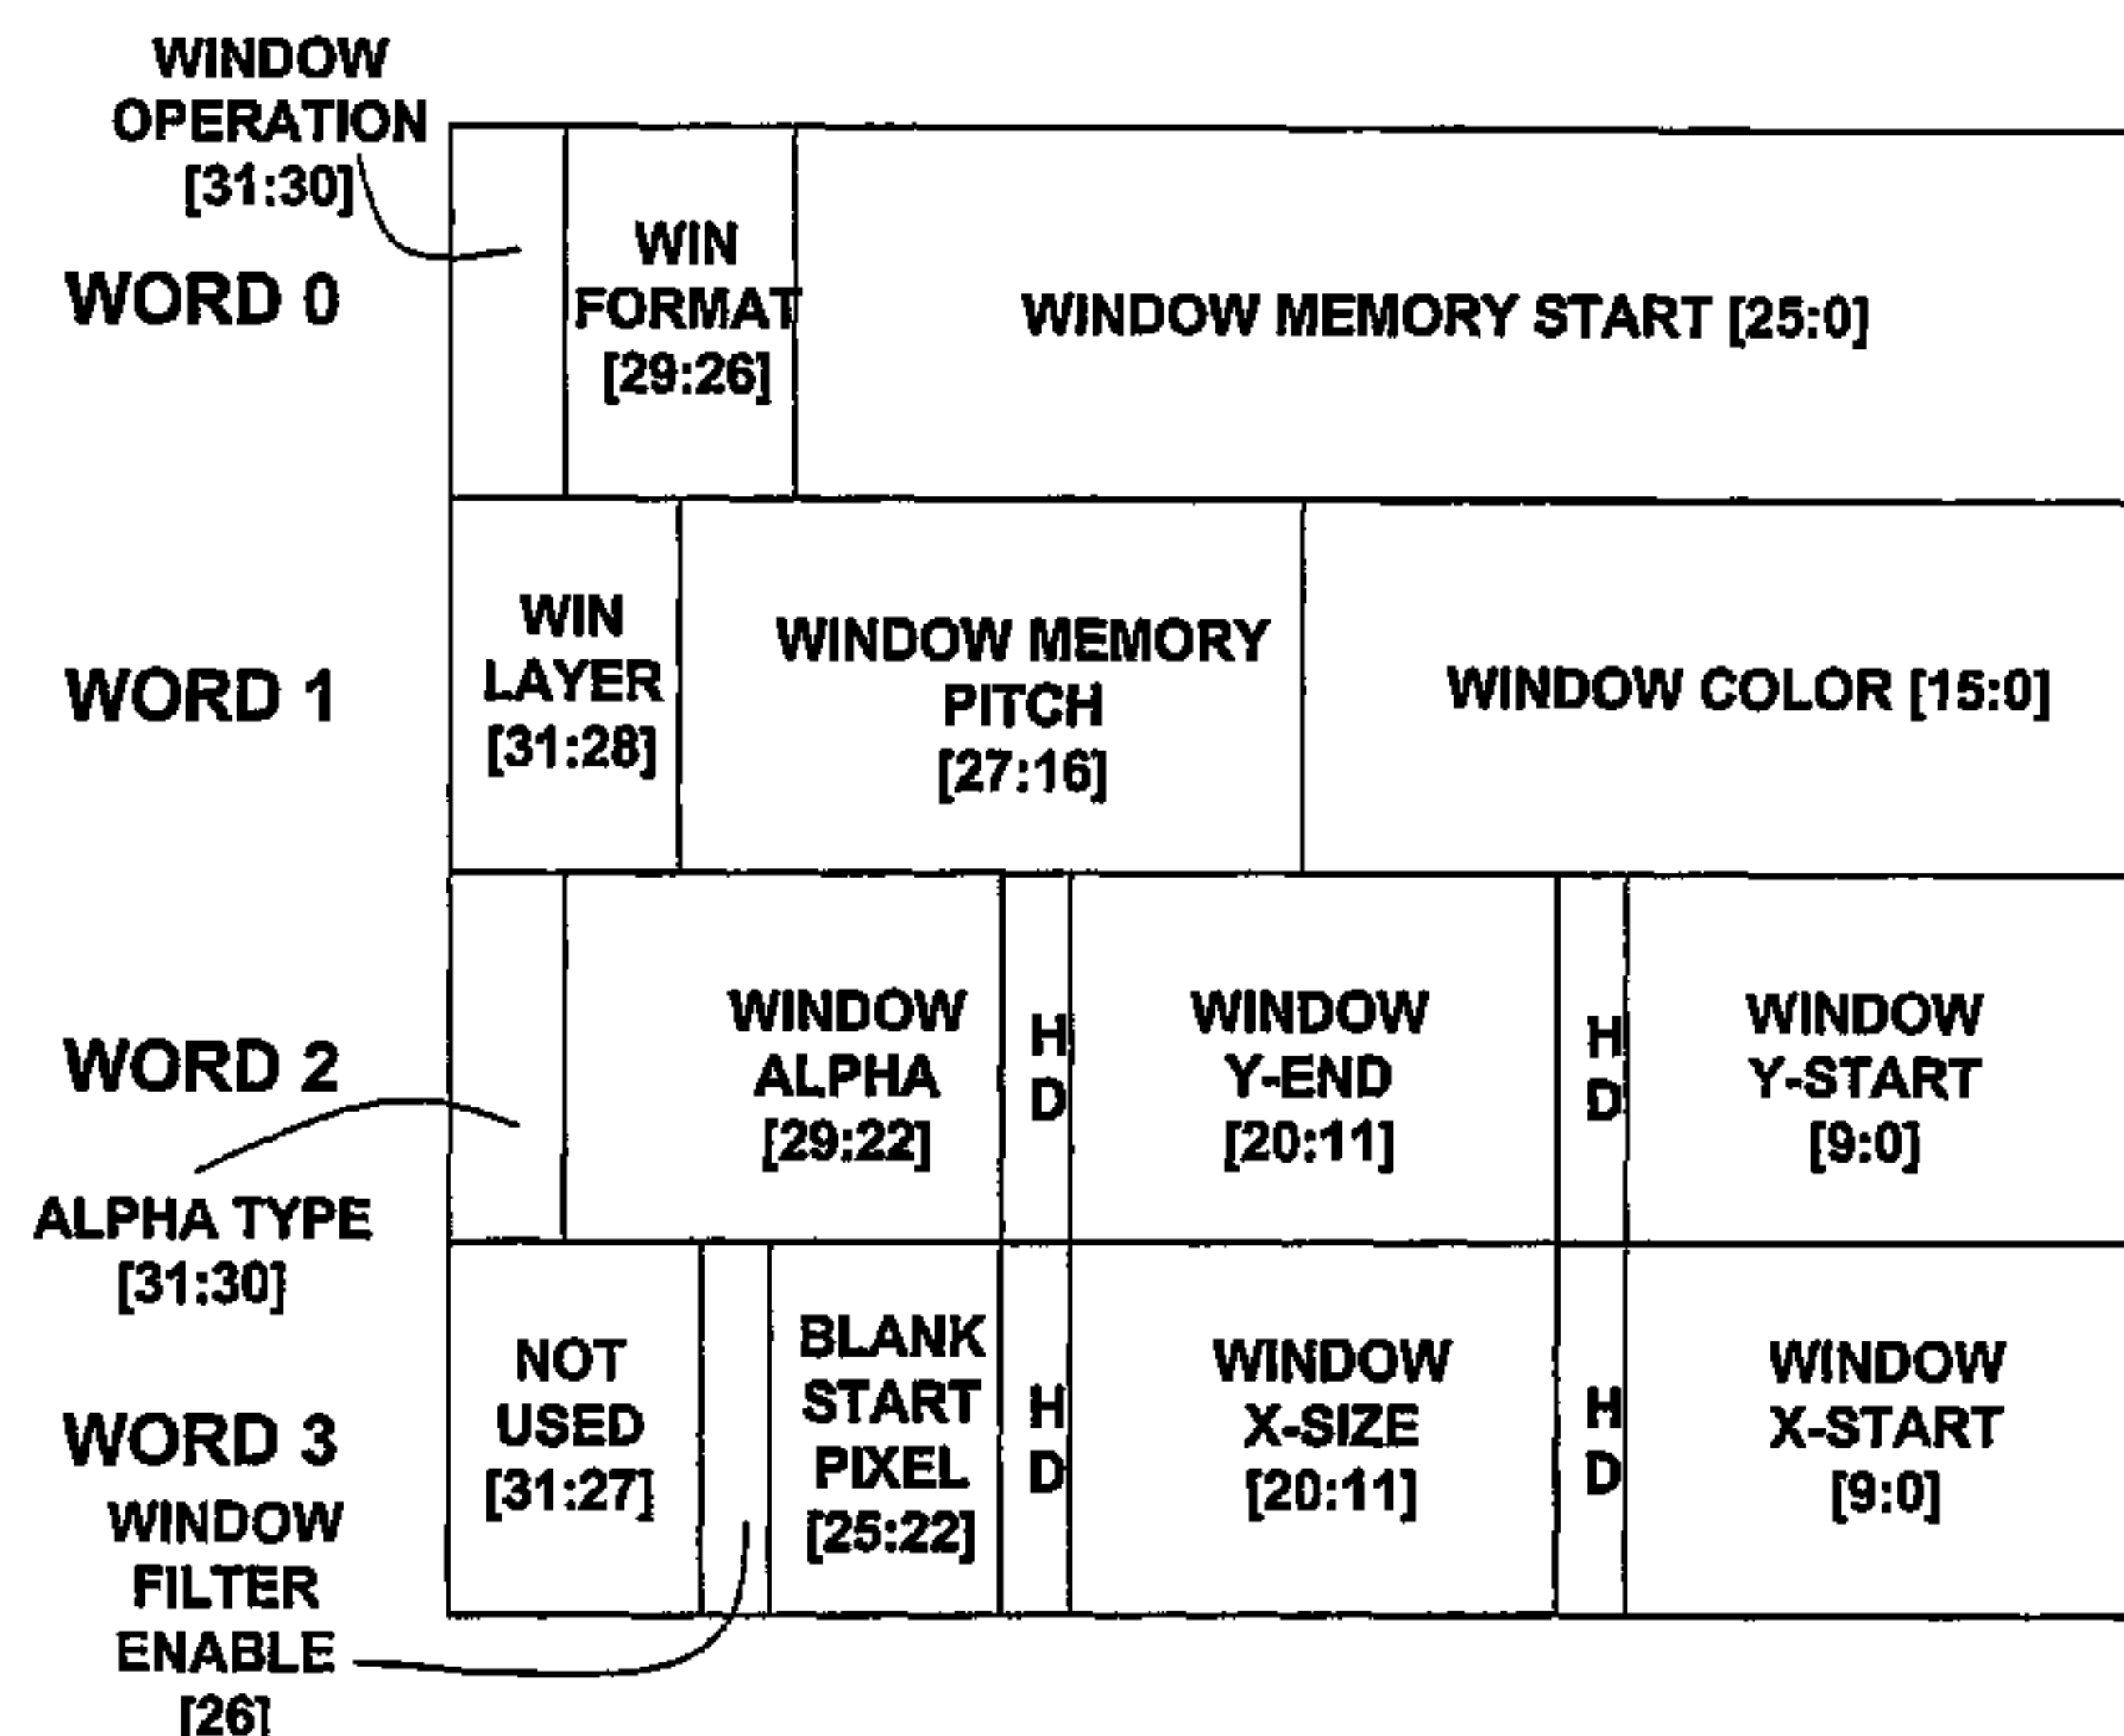 WINDOW
OPERATION
[31:30]
WORD 0
WIN
FORMAT
[29:26]
WINDOW MEMORY START [25:0]
WORD 1
WIN
LAYER
[31:28]
WINDOW MEMORY
PITCH
[27:16]
WINDOW COLOR [15:0]
WORD 2
ALPHA TYPE
[31:30]
WINDOW
ALPHA
[29:22]
H
D
WINDOW
Y-END
[20:11]
H
D
WINDOW
Y-START
[9:0]
WORD 3
WINDOW
FILTER
ENABLE
[26]
NOT
USED
[31:27]
BLANK
START
PIXEL
[25:22]
H
D
WINDOW
X-SIZE
[20:11]
H
D
WINDOW
X-START
[9:0]